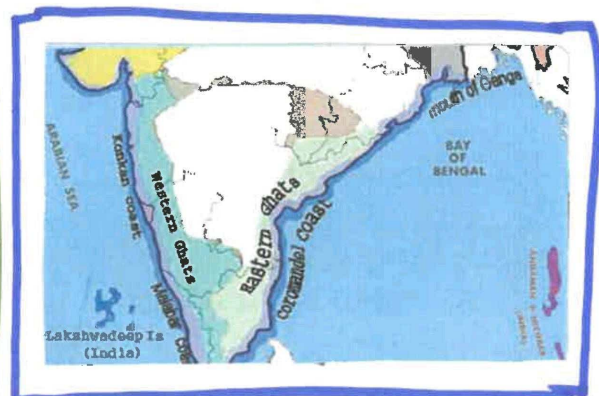 mouth of Ganga
ARABIAN SEA
Konkan coast
Western Ghats
BAY
OF
BENGAL
Eastern Ghats
Coromandel Coast
Malabar Coa
Lakshwadeep Is
(India)
(INDIA)